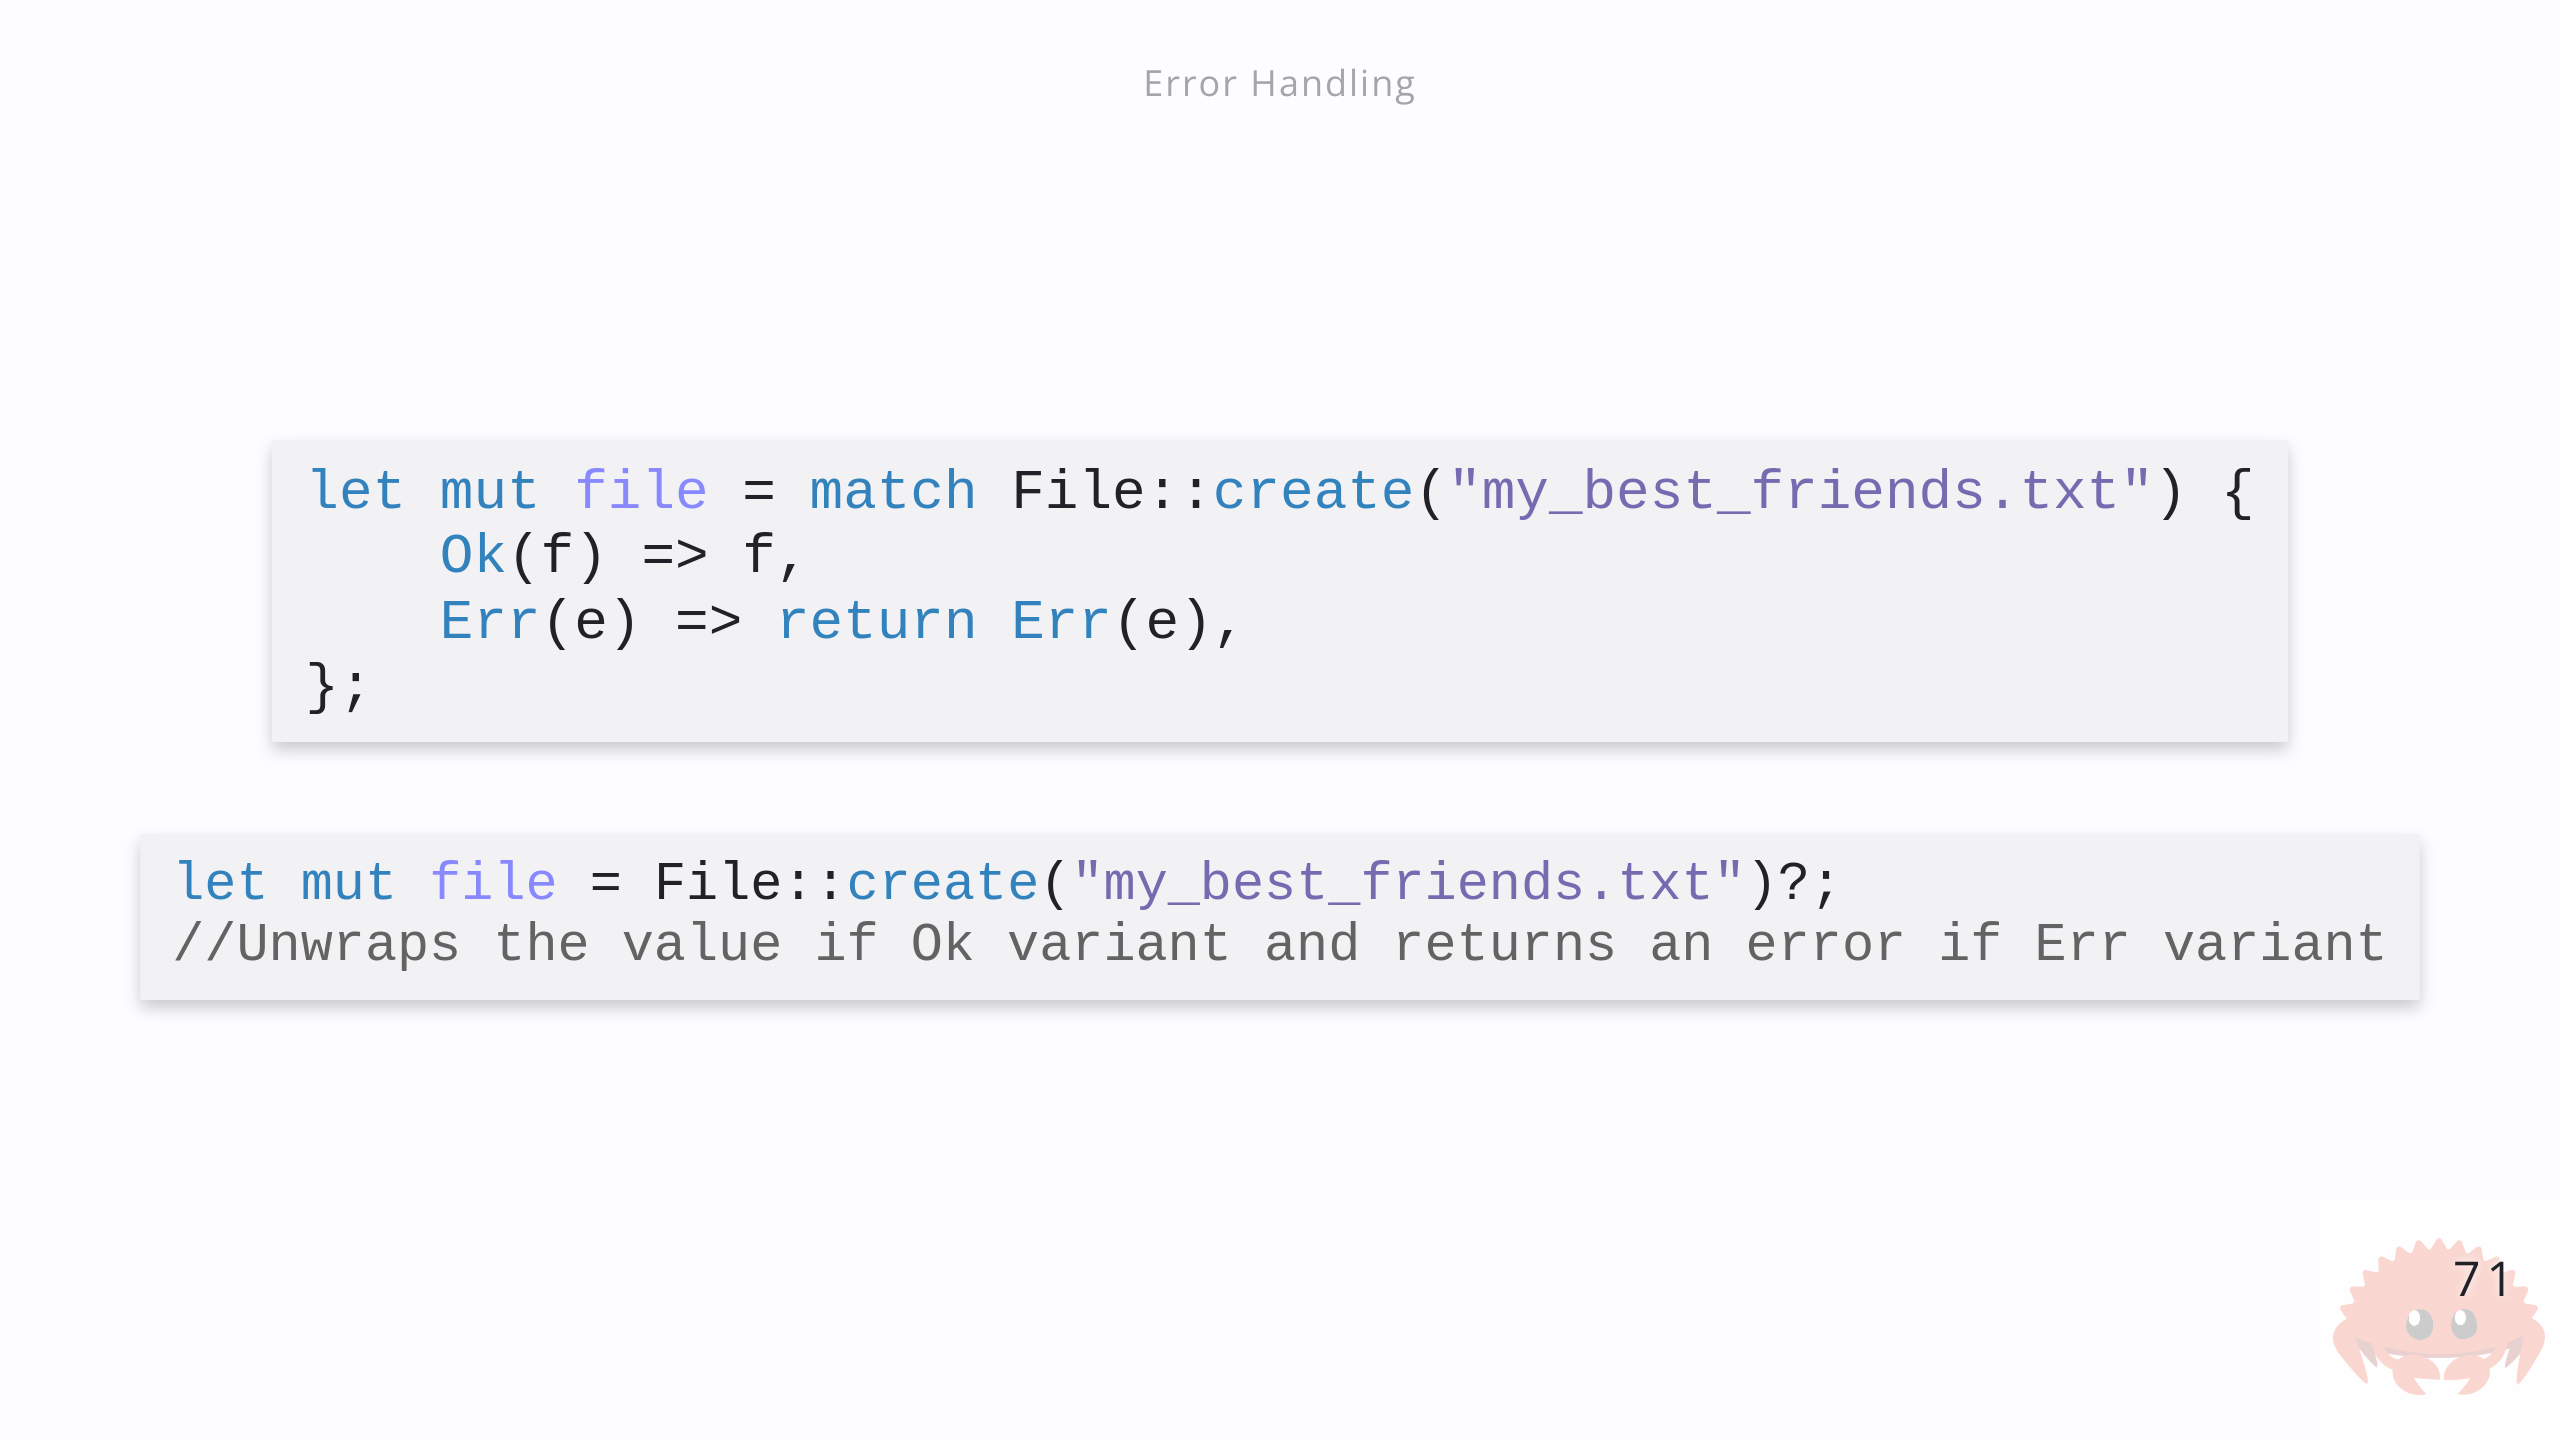 Error Handling
let mut file = match File::create("my_best_friends.txt") {
    Ok(f) => f,
    Err(e) => return Err(e),
};
let mut file = File::create("my_best_friends.txt")?;
//Unwraps the value if Ok variant and returns an error if Err variant
71